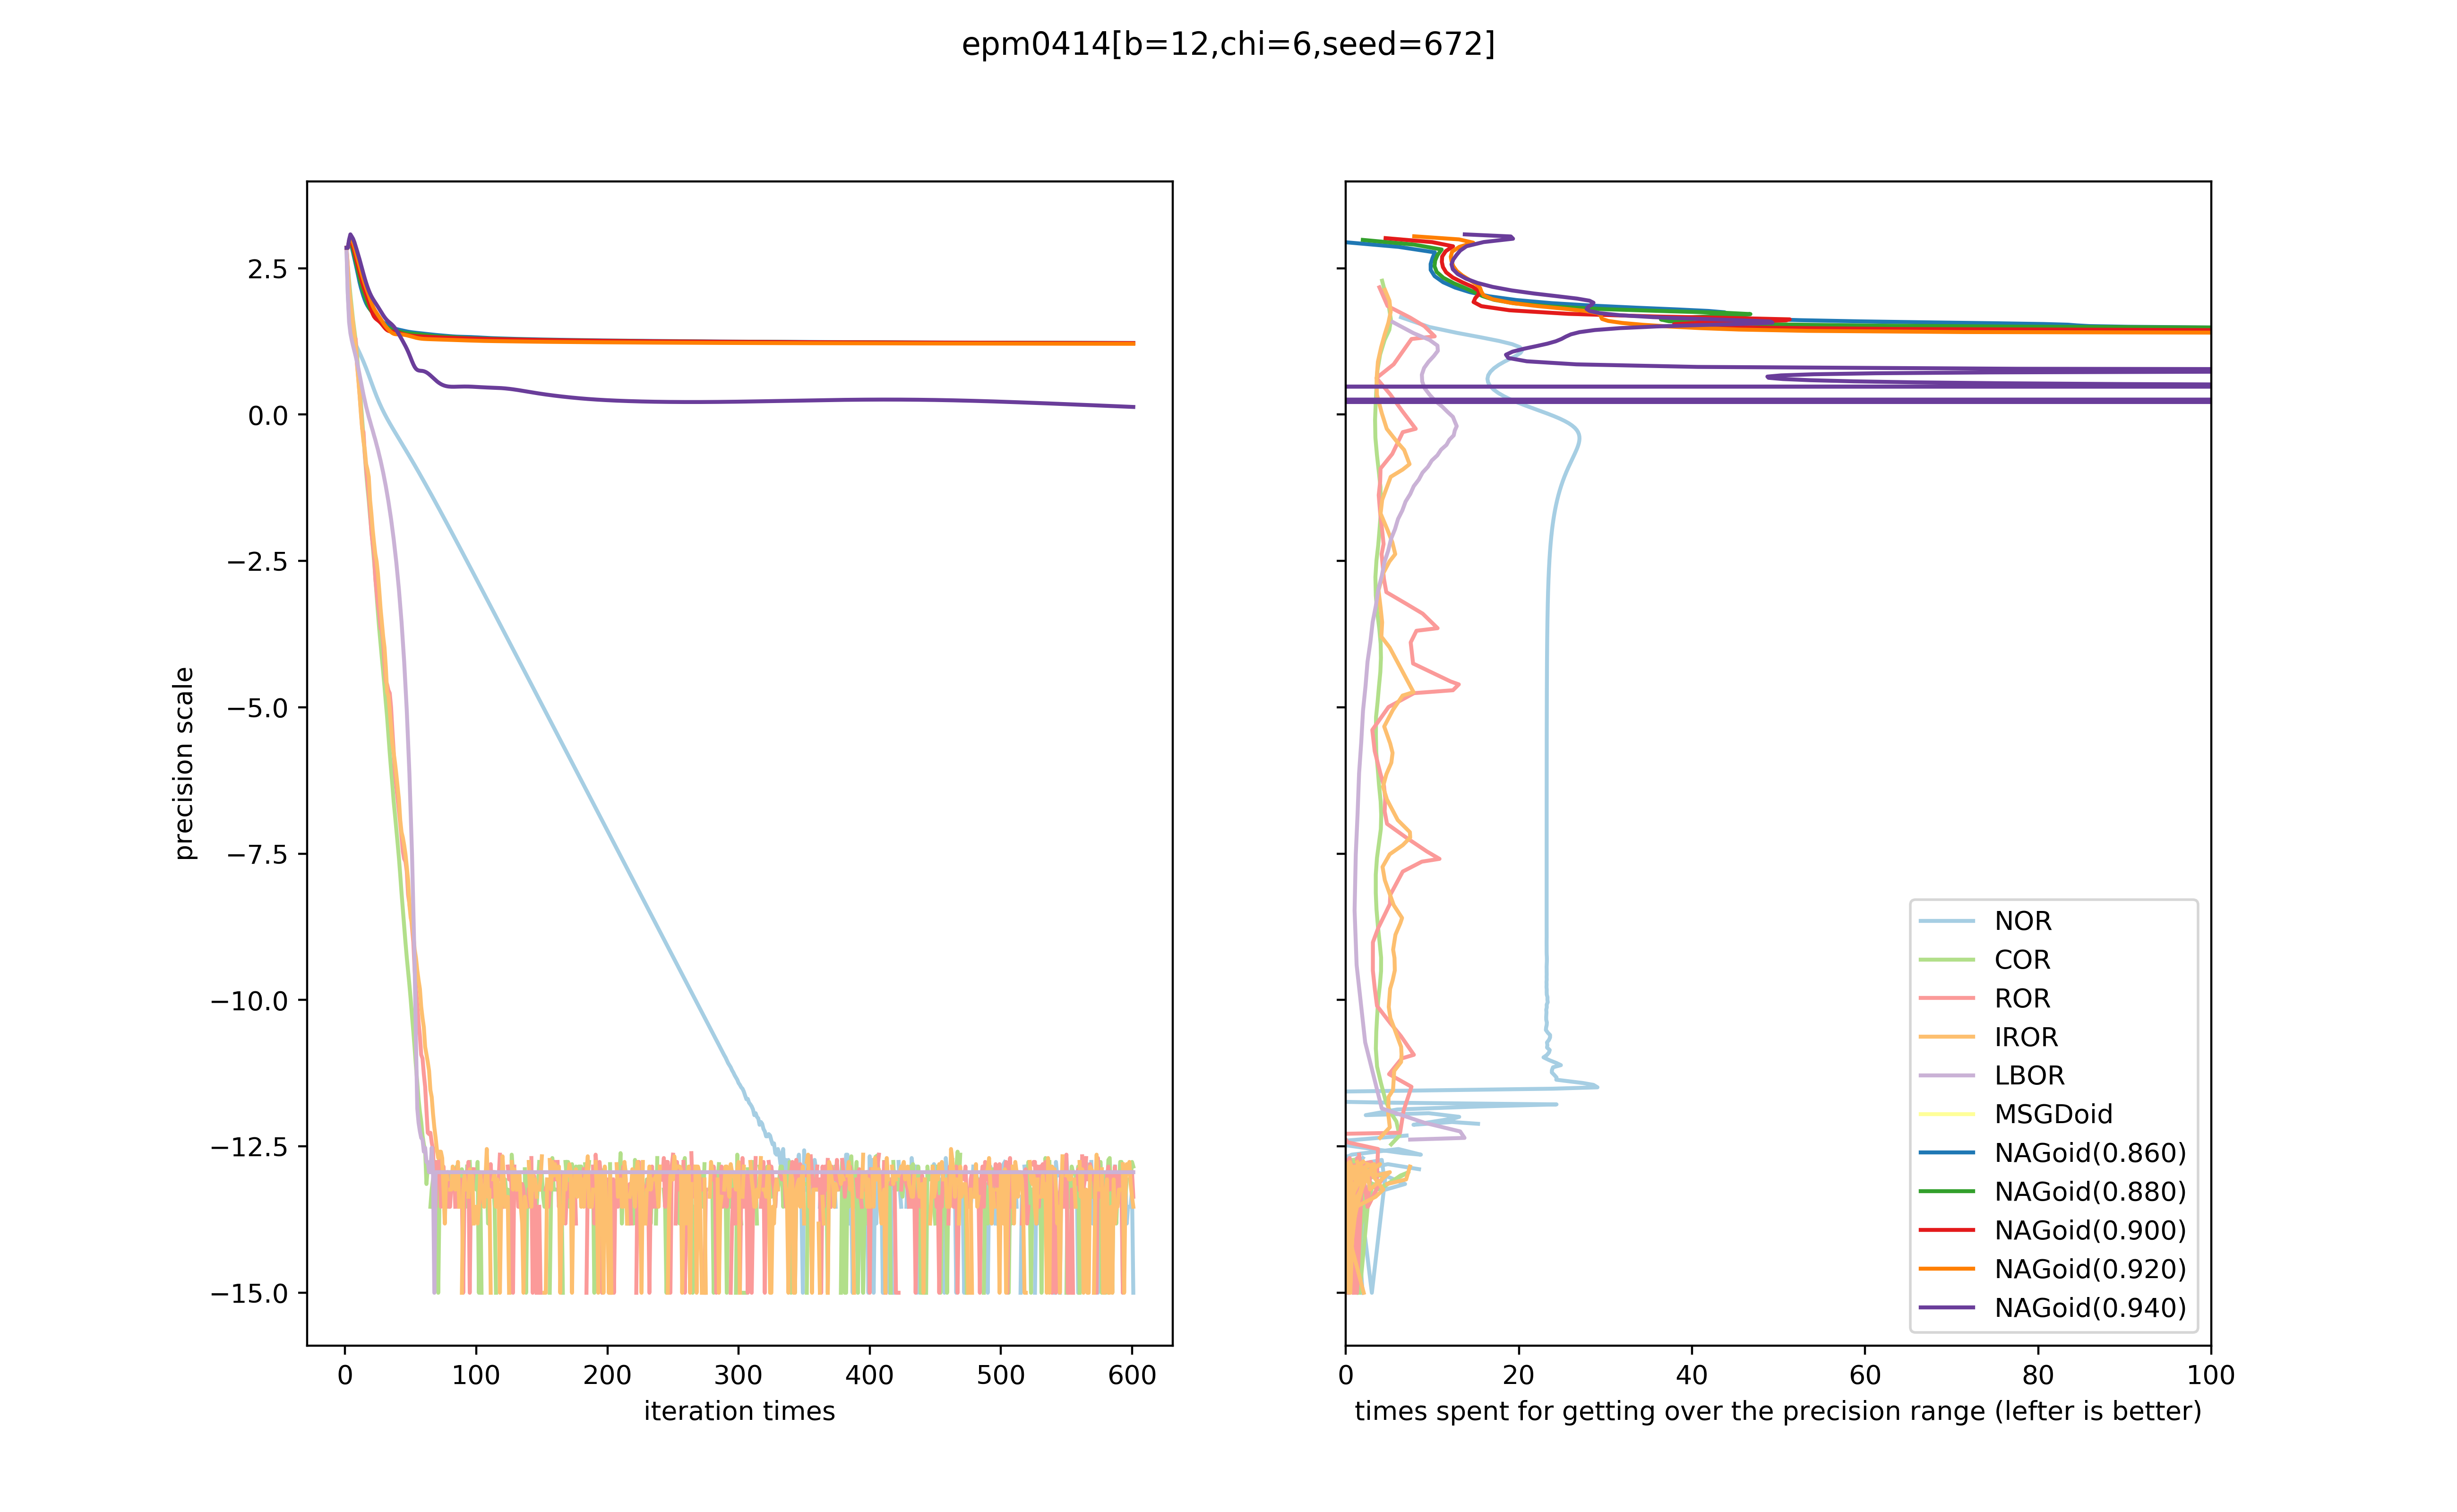 epm0414[b=12,chi=6,seed=672]
precision scale
2.5
0.0
−2.5
−5.0
−7.5
−10.0
−12.5
−15.0
0 100 200 300 400 500 600
iteration times
0 20 40 60 80 100
times spent for getting over the precision range (lefter is better)
NOR
COR
ROR
IROR
LBOR
MSGDoid
NAGoid(0.860)
NAGoid(0.880)
NAGoid(0.900)
NAGoid(0.920)
NAGoid(0.940)